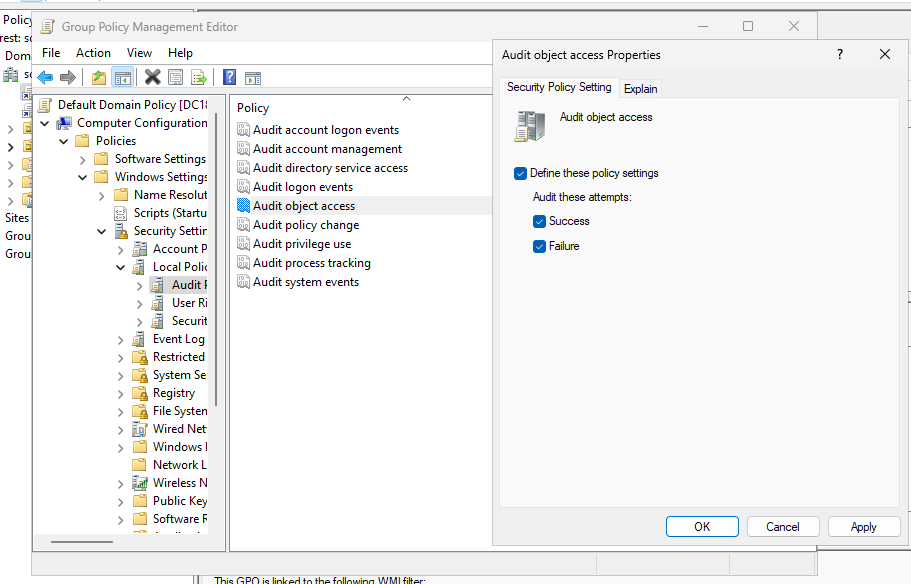 Policy
rest: sc
Dom
sc
Sites
Grou
Grou
Group Policy Management Editor
File Action View Help
Default Domain Policy [DC18
Computer Configuration
Policies
Software Settings
Windows Settings
Name Resolut
Scripts (Startu
Security Settin
Account P
Local Polic
Audit P
User Ri
Securit
Event Log
Restricted
System Se
Registry
File System
Wired Net
Windows
Network L
Wireless N
Public Key
Software R
Policy
Audit account logon events
Audit account management
Audit directory service access
Audit logon events
Audit object access
Audit policy change
Audit privilege use
Audit process tracking
Audit system events
Audit object access Properties
? 
Security Policy Setting Explain
Audit object access
Define these policy settings
Audit these attempts:
Success
Failure
OK Cancel Apply
This GPO is linked to the following WMI filter: